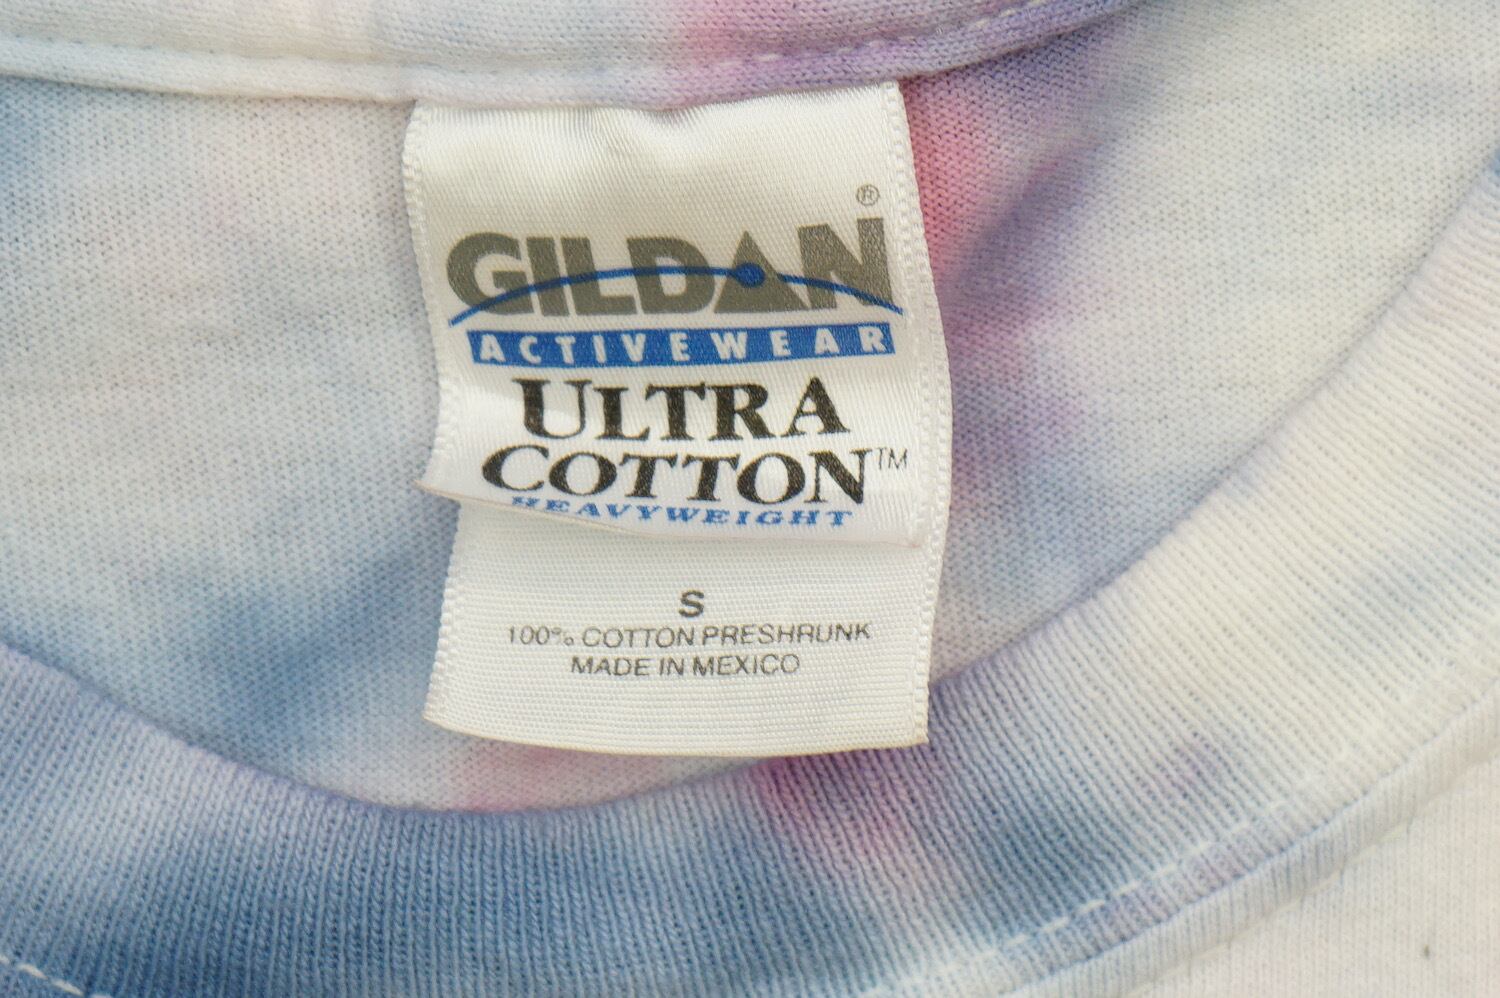 GILDAN®
ACTIVEWEAR
ULTRA
COTTON™
HEAVYWEIGHT
S
100% COTTON PRESHRUNK
MADE IN MEXICO